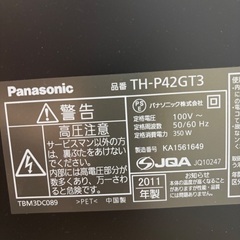 Panasonic
品番 TH-P42GT3
パナソニック株式会社
定格電圧 100V～
定格周波数 50/60 Hz
定格消費電力 350 W
製造番号 KA1561649
警告
高圧注意
サービスマン以外の方は、
裏ぶたをあけないでください。
内部には高電圧部分が
数多くあり、万一さわる
と危険です。
JQA JQ10247
2011年製
TBM3DC089 >PET< 中国製